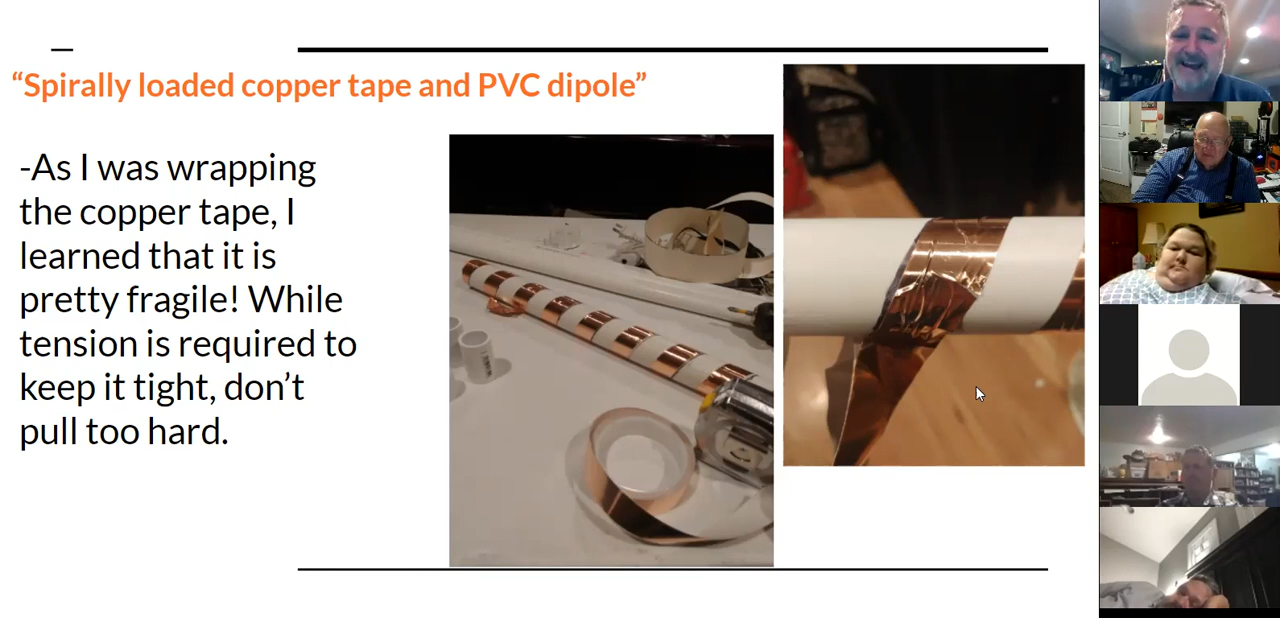 “Spirally loaded copper tape and PVC dipole”
-As I was wrapping
the copper tape, I
learned that it is
pretty fragile! While
tension is required to
keep it tight, don’t
pull too hard.